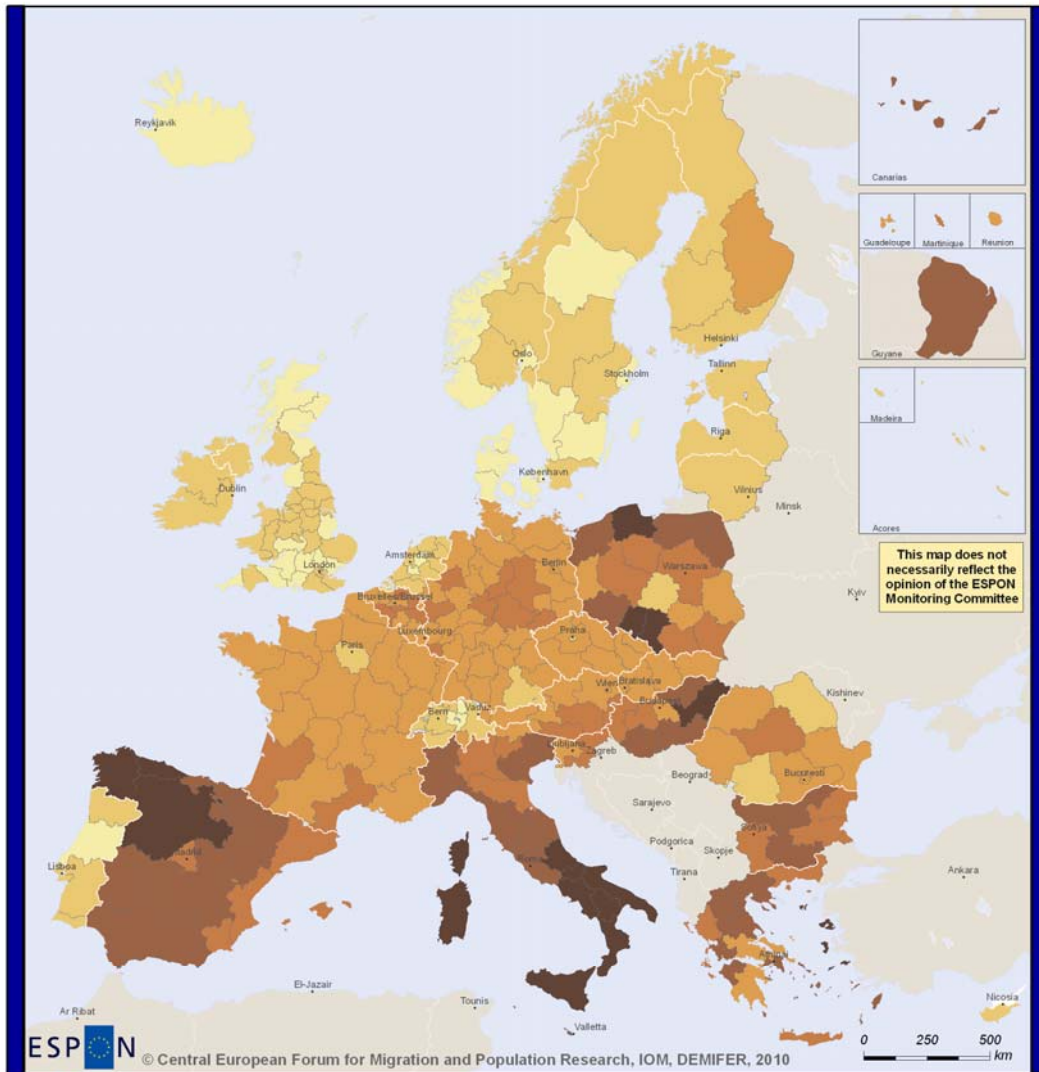 Reykjavik
Canarias
Guadeloupe
Martinique
Réunion
Guyane
Madeira
Acores
This map does not
necessarily reflect the
opinion of the ESPON
Monitoring Committee
Oslo
Helsinki
Tallinn
Stockholm
Riga
København
Vilnius
Minsk
Dublin
Amsterdam
London
Berlin
Warszawa
Bruxelles/Brussel
Kyiv
Luxembourg
Praha
Paris
Wien
Bratislava
Budapest
Kishinev
Bern
Vaduz
Ljubljana
Zagreb
Beograd
Bucuresti
Sarajevo
Podgorica
Sofija
Skopje
Tirana
Roma
Madrid
Lisboa
Ankara
El-Jazair
Tounis
Valletta
Ar Ribat
Nicosia
ESPON
© Central European Forum for Migration and Population Research, IOM, DEMIFER, 2010
0 250 500
km